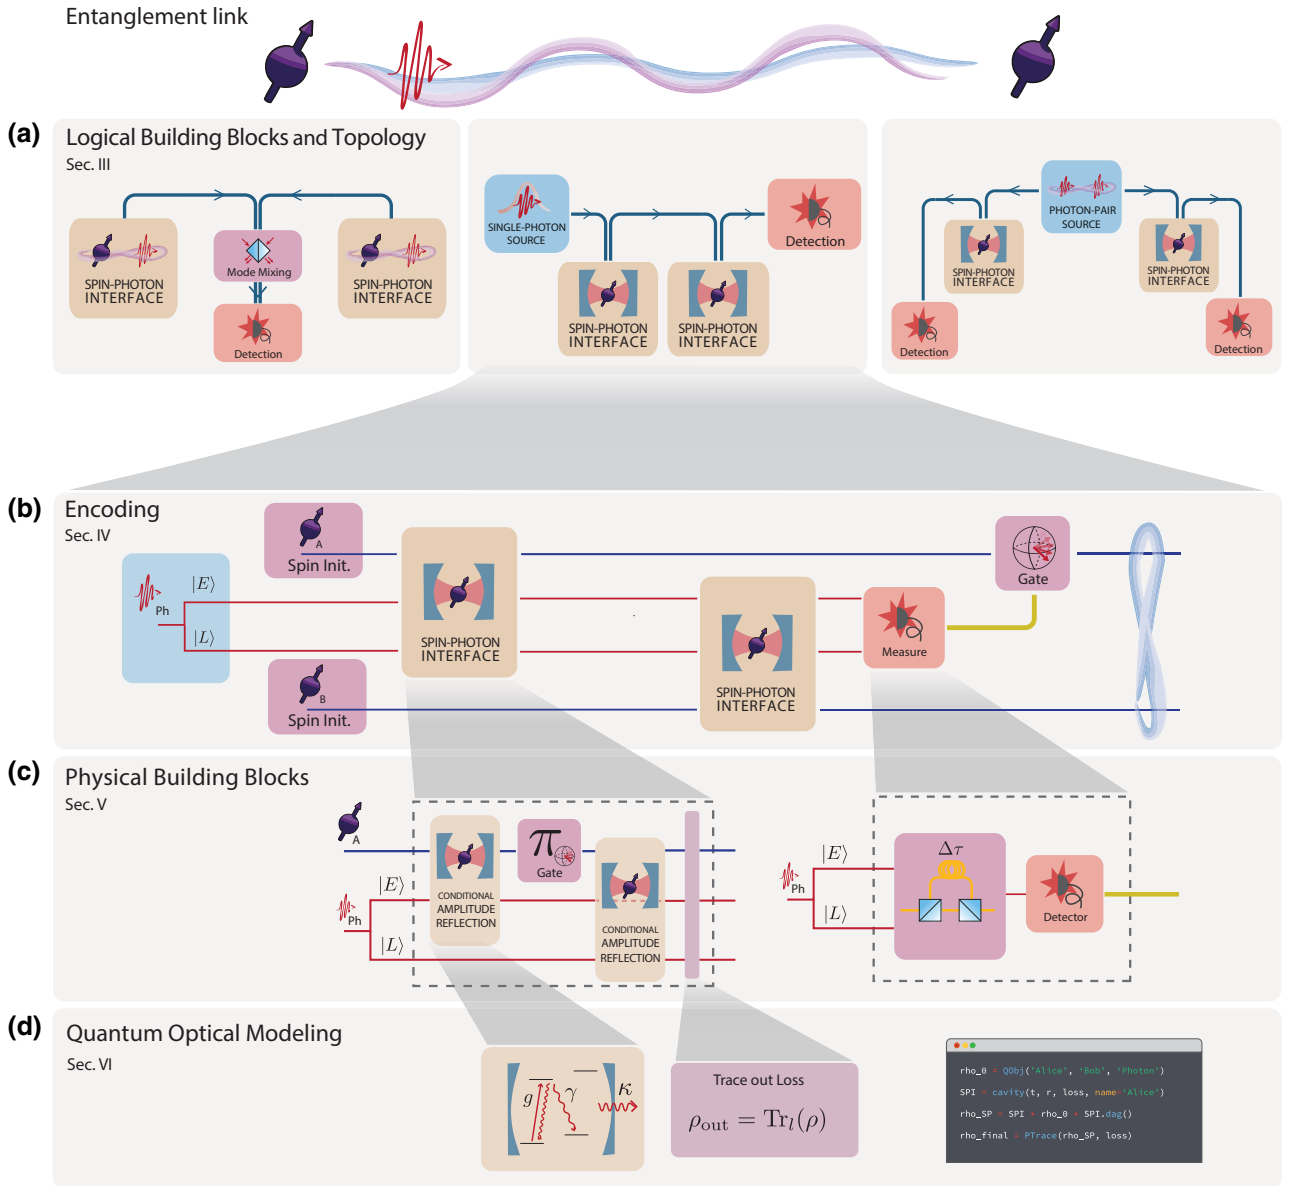 Entanglement link
(a)
Logical Building Blocks and Topology
Sec. III
SPIN-PHOTON
INTERFACE
Mode Mixing
Detection
SPIN-PHOTON
INTERFACE
SINGLE-PHOTON
SOURCE
SPIN-PHOTON
INTERFACE
SPIN-PHOTON
INTERFACE
Detection
PHOTON-PAIR
SOURCE
SPIN-PHOTON
INTERFACE
SPIN-PHOTON
INTERFACE
Detection
Detection
(b)
Encoding
Sec. IV
A
Spin Init.
|E⟩
Ph
|L⟩
B
Spin Init.
SPIN-PHOTON
INTERFACE
SPIN-PHOTON
INTERFACE
Measure
Gate
(c)
Physical Building Blocks
Sec. V
A
|E⟩
Ph
|L⟩
CONDITIONAL
AMPLITUDE
REFLECTION
π
Gate
CONDITIONAL
AMPLITUDE
REFLECTION
|E⟩
Ph
|L⟩
Δτ
Detector
(d)
Quantum Optical Modeling
Sec. VI
g
γ
κ
Trace out Loss
ρout = Trl(ρ)
rho_0 = QObj('Alice', 'Bob', 'Photon')
SPI = cavity(t, r, loss, name='Alice')
rho_SP = SPI * rho_0 * SPI.dag()
rho_final = PTrace(rho_SP, loss)